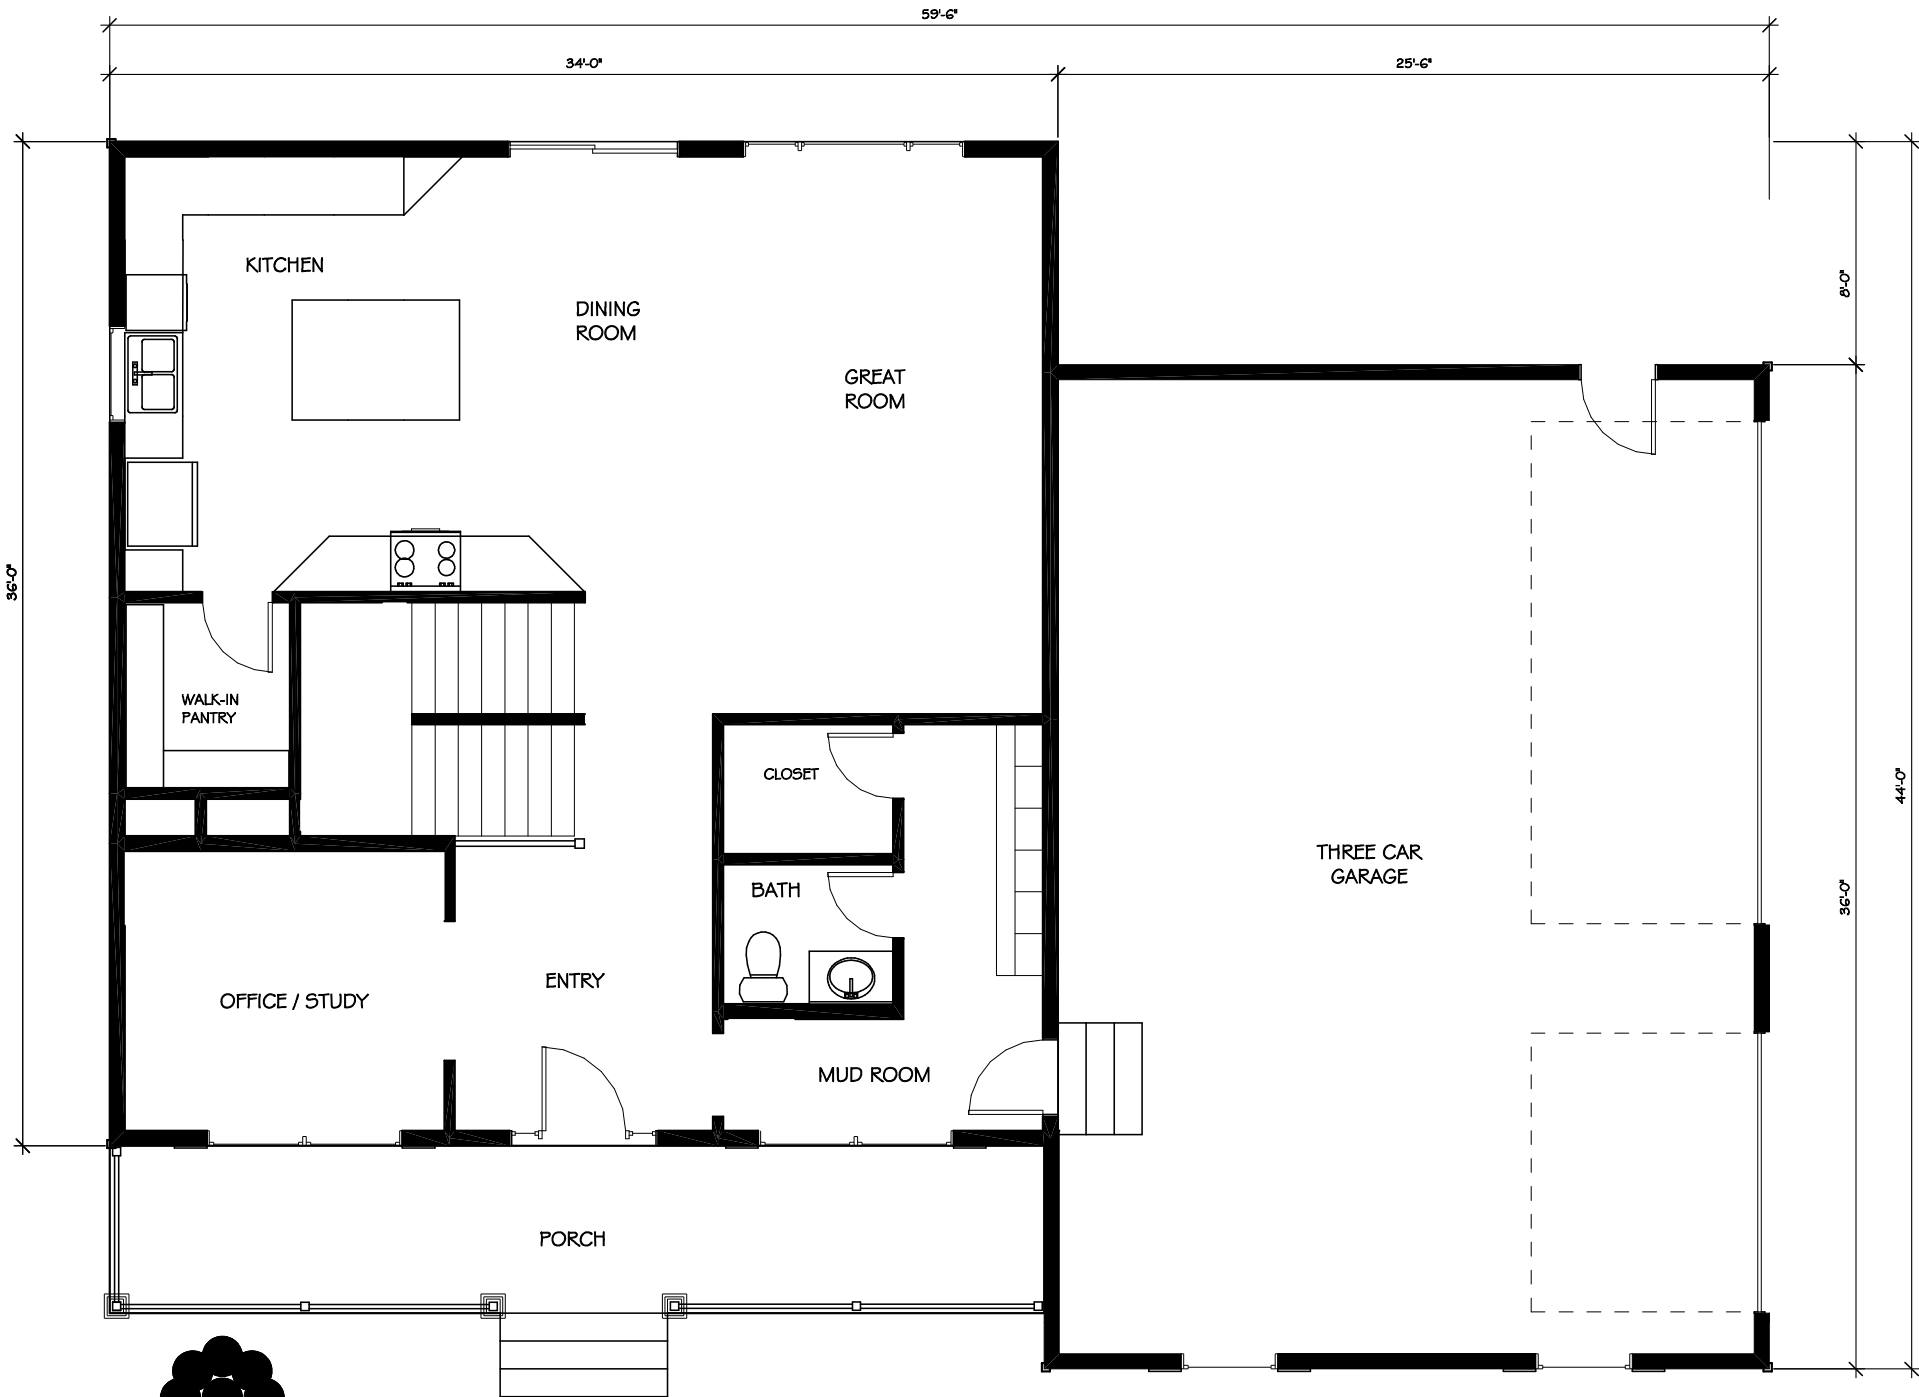 59'-6"
34'-0"
25'-6"
KITCHEN
DINING
ROOM
GREAT
ROOM
8'-0"
36'-0"
WALK-IN
PANTRY
CLOSET
THREE CAR
GARAGE
44'-0"
BATH
36'-0"
ENTRY
OFFICE / STUDY
MUD ROOM
PORCH